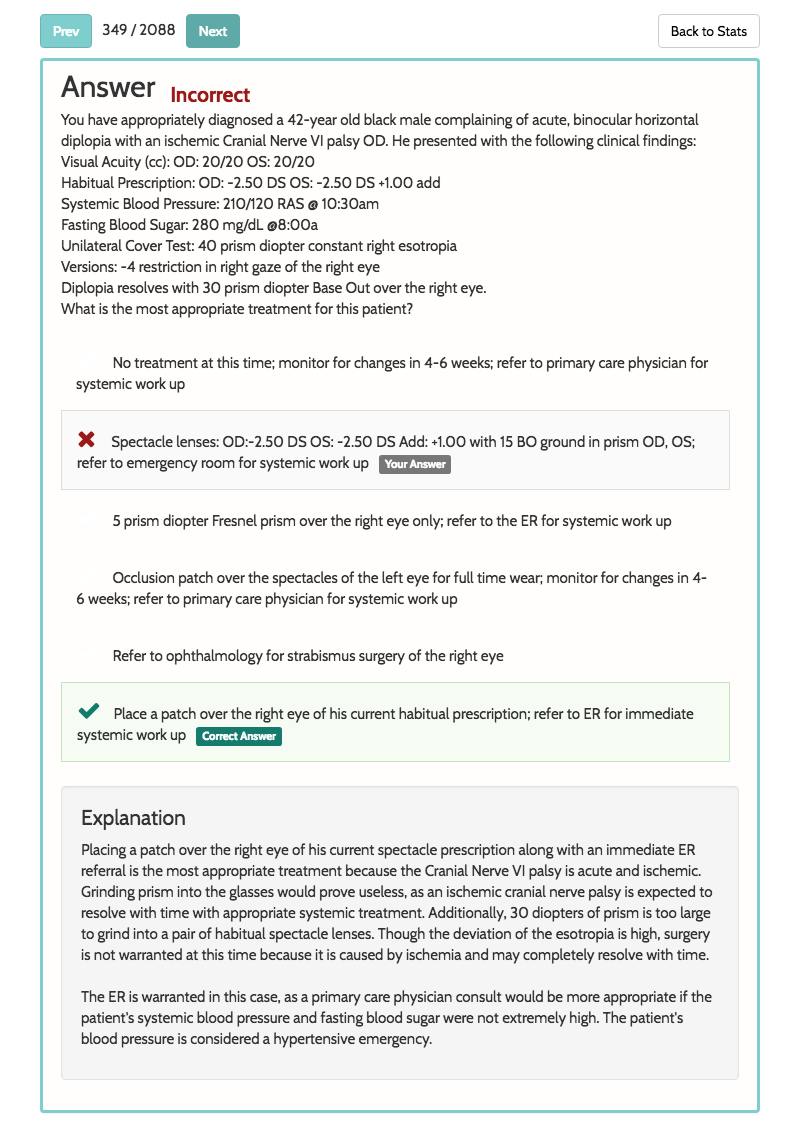 Prev 349 / 2088 Next Back to Stats
Answer Incorrect
You have appropriately diagnosed a 42-year old black male complaining of acute, binocular horizontal
diplopia with an ischemic Cranial Nerve VI palsy OD. He presented with the following clinical findings:
Visual Acuity (cc): OD: 20/20 OS: 20/20
Habitual Prescription: OD: -2.50 DS OS: -2.50 DS +1.00 add
Systemic Blood Pressure: 210/120 RAS @ 10:30am
Fasting Blood Sugar: 280 mg/dL @8:00a
Unilateral Cover Test: 40 prism diopter constant right esotropia
Versions: -4 restriction in right gaze of the right eye
Diplopia resolves with 30 prism diopter Base Out over the right eye.
What is the most appropriate treatment for this patient?
No treatment at this time; monitor for changes in 4-6 weeks; refer to primary care physician for
systemic work up
Spectacle lenses: OD:-2.50 DS OS: -2.50 DS Add: +1.00 with 15 BO ground in prism OD, OS;
refer to emergency room for systemic work up Your Answer
5 prism diopter Fresnel prism over the right eye only; refer to the ER for systemic work up
Occlusion patch over the spectacles of the left eye for full time wear; monitor for changes in 4-
6 weeks; refer to primary care physician for systemic work up
Refer to ophthalmology for strabismus surgery of the right eye
Place a patch over the right eye of his current habitual prescription; refer to ER for immediate
systemic work up Correct Answer
Explanation
Placing a patch over the right eye of his current spectacle prescription along with an immediate ER
referral is the most appropriate treatment because the Cranial Nerve VI palsy is acute and ischemic.
Grinding prism into the glasses would prove useless, as an ischemic cranial nerve palsy is expected to
resolve with time with appropriate systemic treatment. Additionally, 30 diopters of prism is too large
to grind into a pair of habitual spectacle lenses. Though the deviation of the esotropia is high, surgery
is not warranted at this time because it is caused by ischemia and may completely resolve with time.
The ER is warranted in this case, as a primary care physician consult would be more appropriate if the
patient's systemic blood pressure and fasting blood sugar were not extremely high. The patient's
blood pressure is considered a hypertensive emergency.